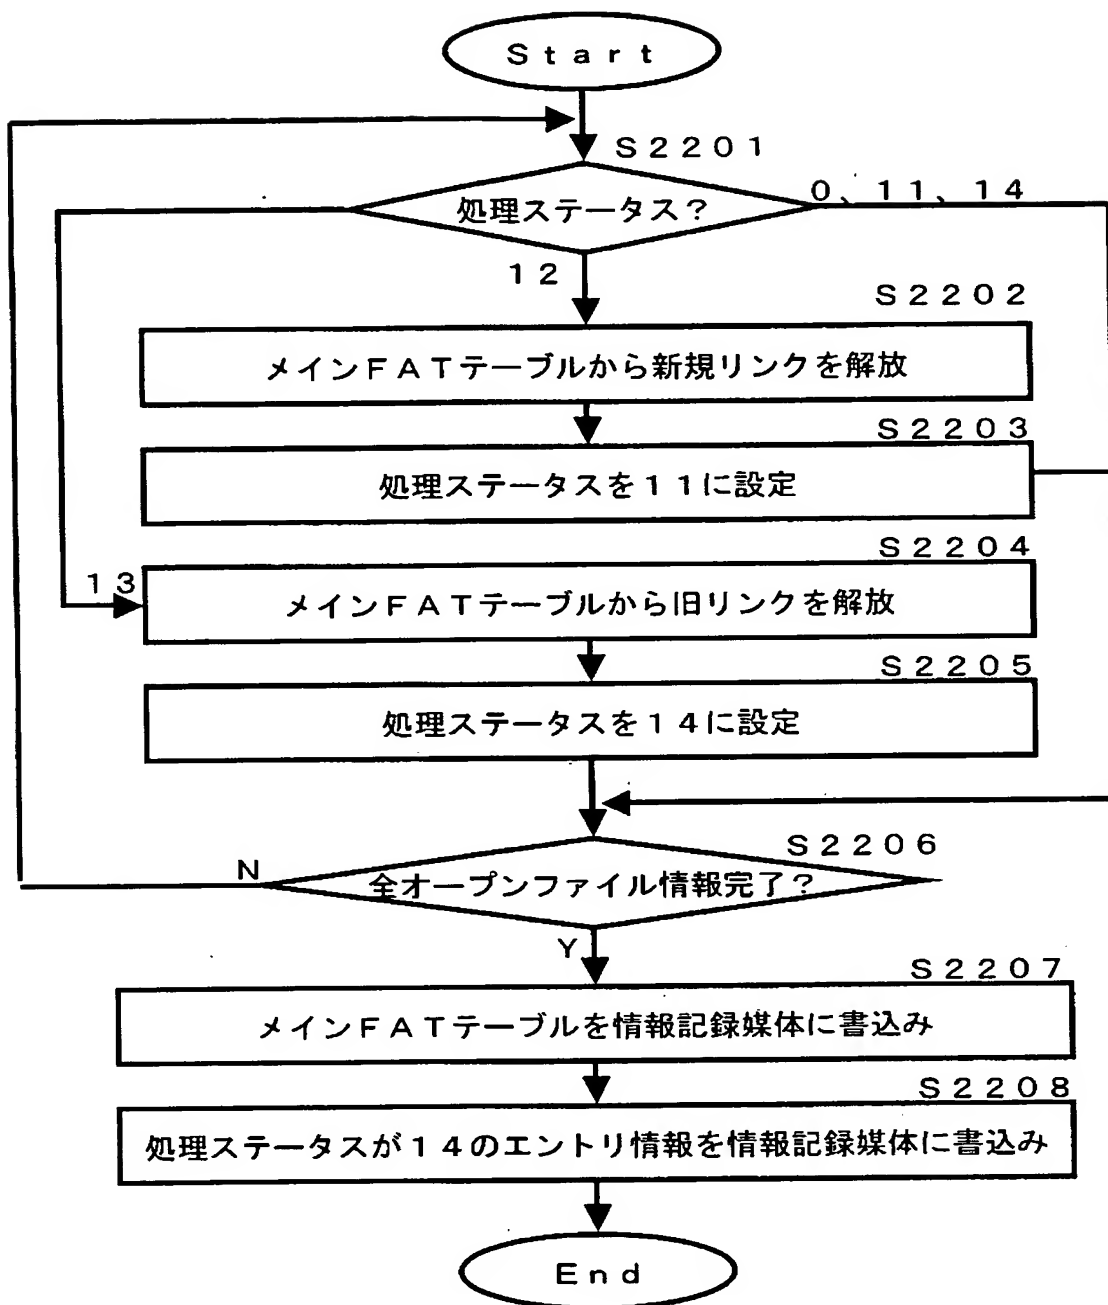 Start
S2201
処理ステータス?
0、11、14
12
S2202
メインFATテーブルから新規リンクを解放
S2203
処理ステータスを11に設定
S2204
13
メインFATテーブルから旧リンクを解放
S2205
処理ステータスを14に設定
S2206
N
全オープンファイル情報完了?
Y
S2207
メインFATテーブルを情報記録媒体に書込み
S2208
処理ステータスが14のエントリ情報を情報記録媒体に書込み
End